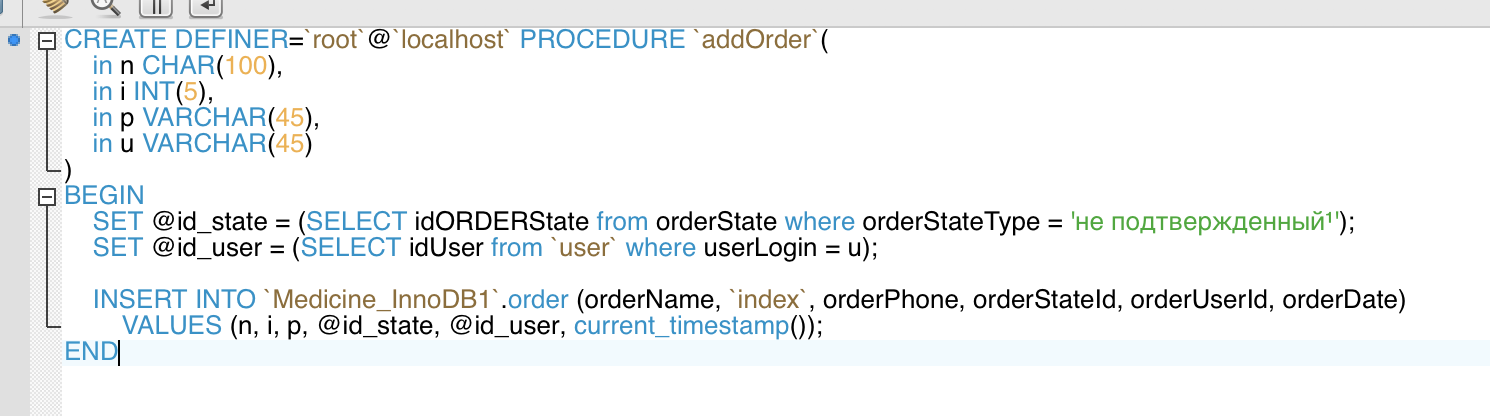 CREATE DEFINER=`root`@`localhost` PROCEDURE `addOrder`(
in n CHAR(100),
in i INT(5),
in p VARCHAR(45),
in u VARCHAR(45)
)
BEGIN
SET @id_state = (SELECT idORDERState from orderState where orderStateType = 'не подтвержденный¹');
SET @id_user = (SELECT idUser from `user` where userLogin = u);
INSERT INTO `Medicine_InnoDB1`.order (orderName, `index`, orderPhone, orderStateId, orderUserId, orderDate)
VALUES (n, i, p, @id_state, @id_user, current_timestamp());
END